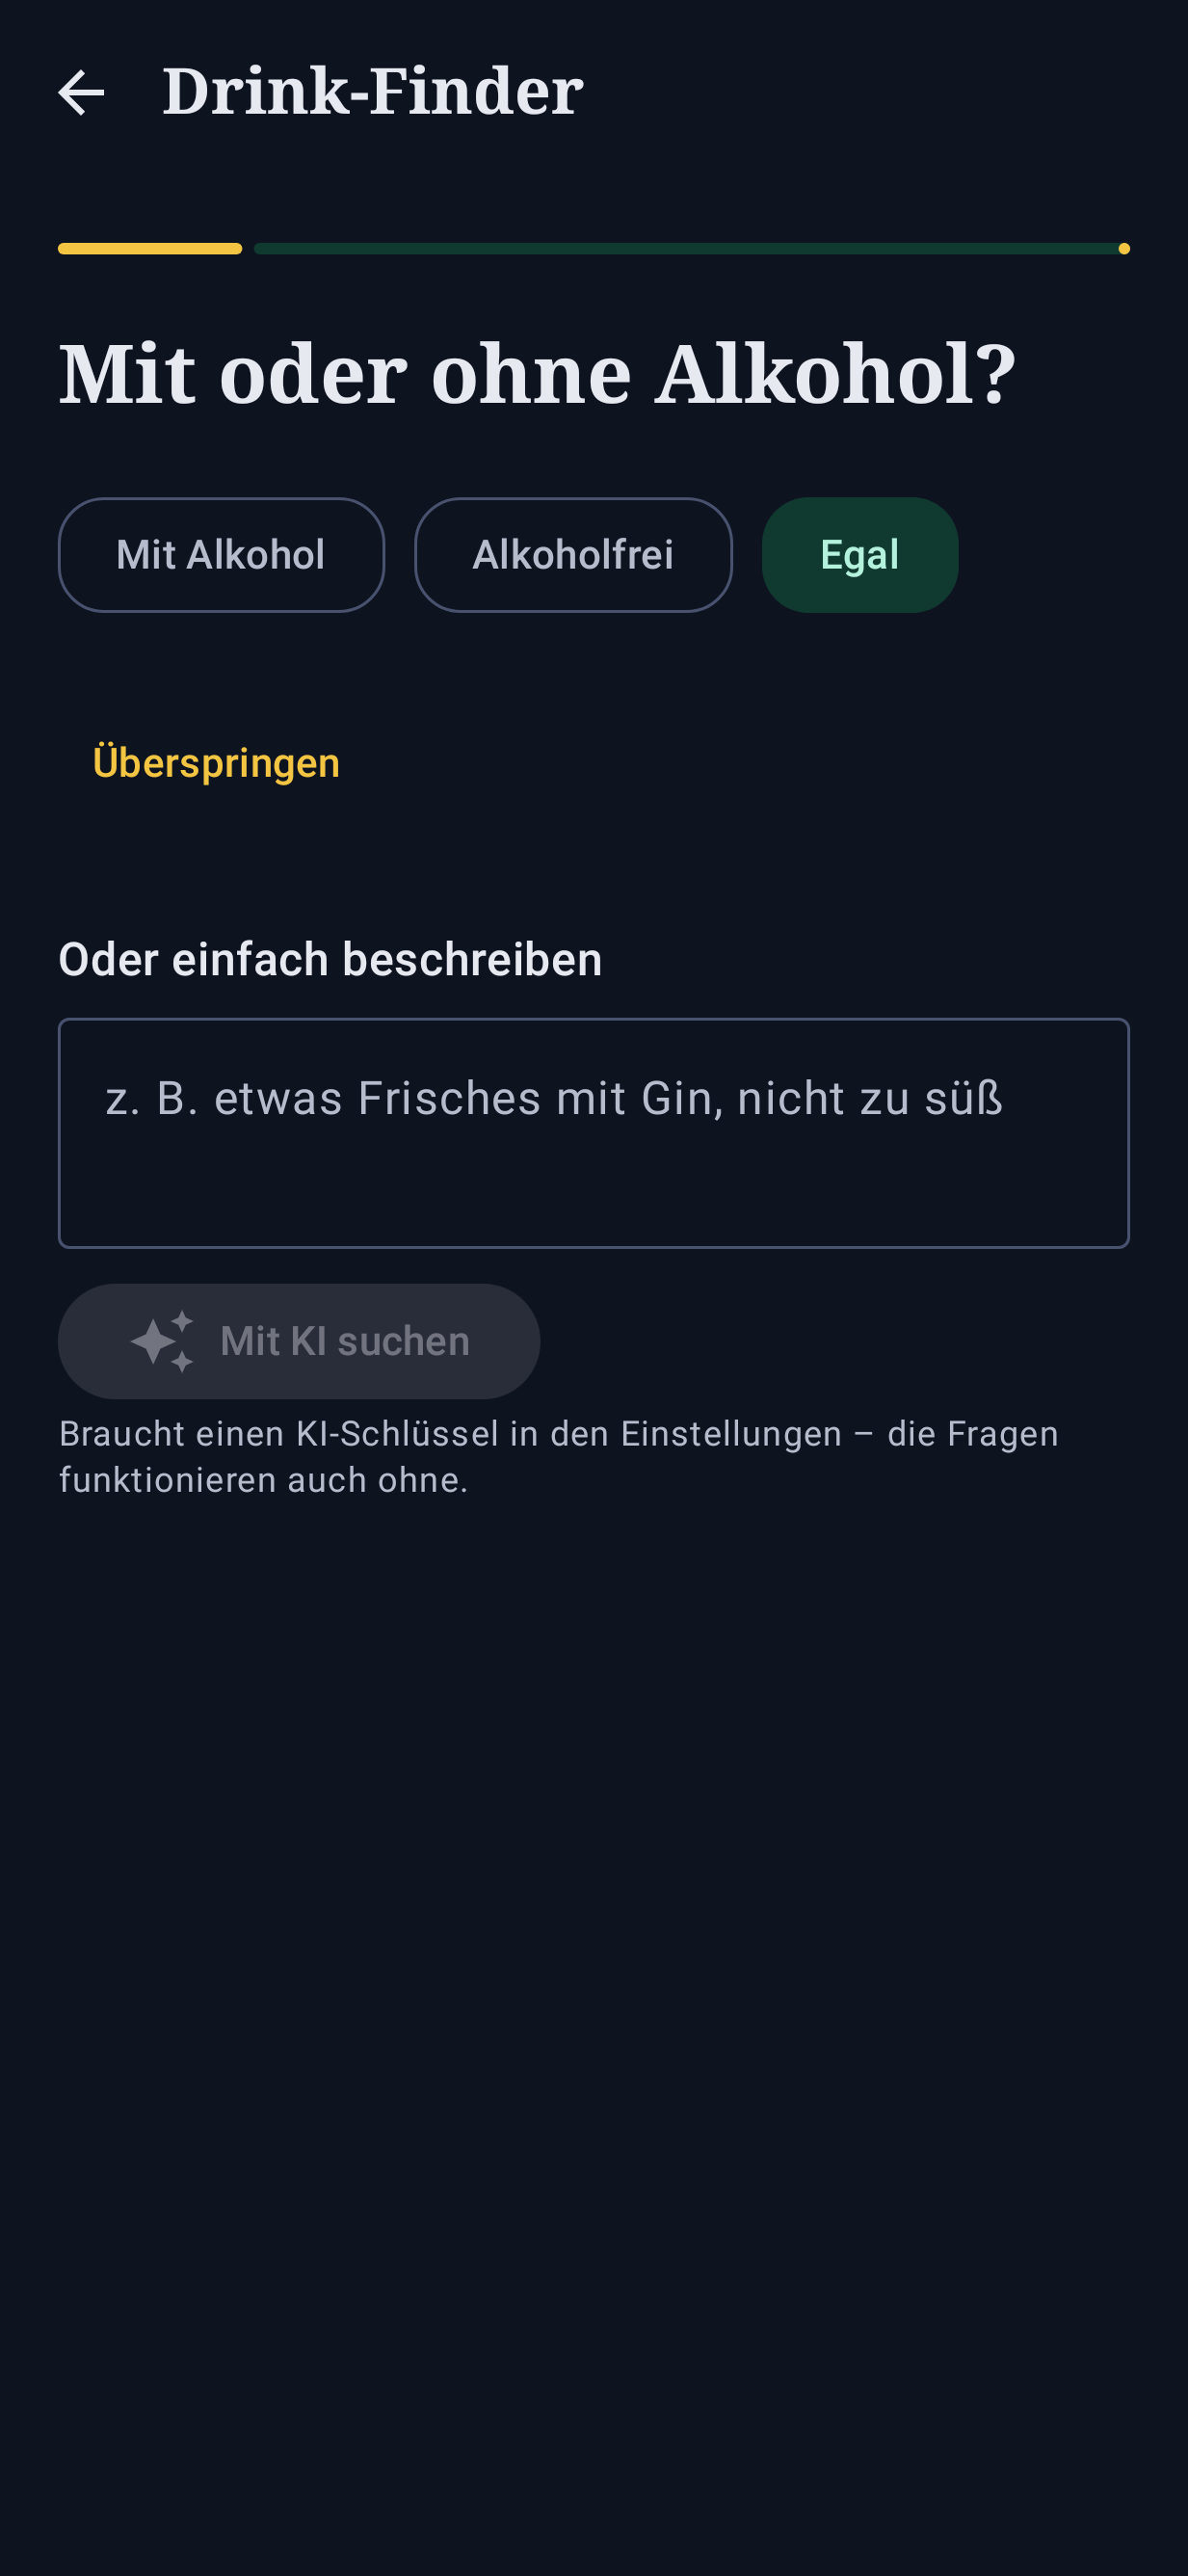 Drink-Finder
Mit oder ohne Alkohol?
Mit Alkohol
Alkoholfrei
Egal
Überspringen
Oder einfach beschreiben
z. B. etwas Frisches mit Gin, nicht zu süß
Mit KI suchen
Braucht einen KI-Schlüssel in den Einstellungen – die Fragen
funktionieren auch ohne.